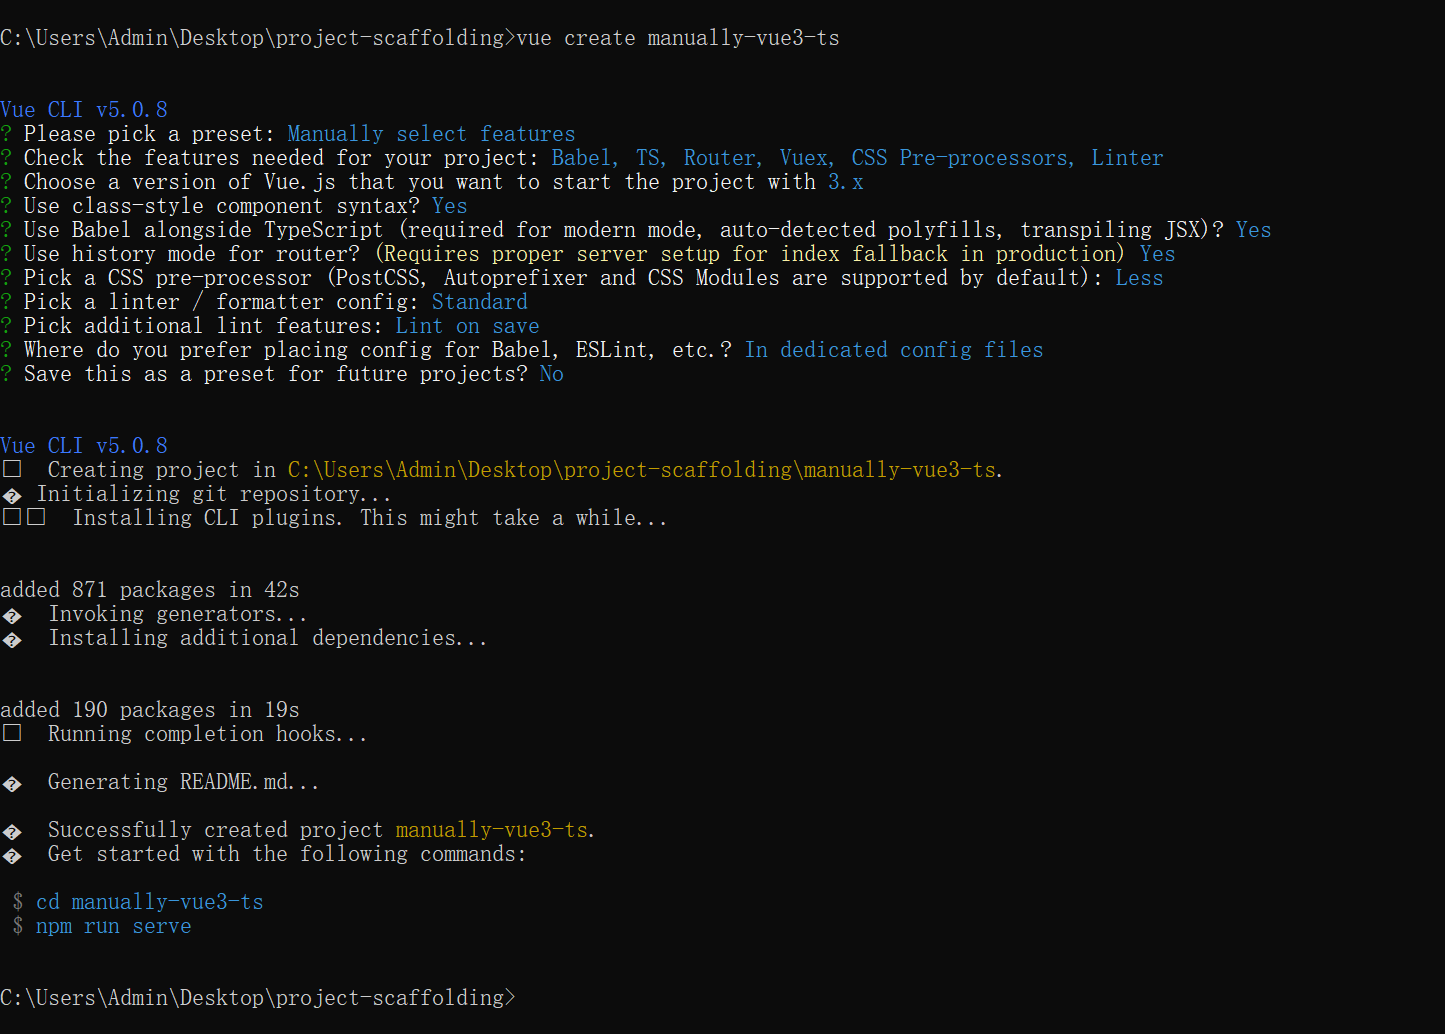 C:\Users\Admin\Desktop\project-scaffolding>vue create manually-vue3-ts
Vue CLI v5.0.8
? Please pick a preset: Manually select features
? Check the features needed for your project: Babel, TS, Router, Vuex, CSS Pre-processors, Linter
? Choose a version of Vue.js that you want to start the project with 3.x
? Use class-style component syntax? Yes
? Use Babel alongside TypeScript (required for modern mode, auto-detected polyfills, transpiling JSX)? Yes
? Use history mode for router? (Requires proper server setup for index fallback in production) Yes
? Pick a CSS pre-processor (PostCSS, Autoprefixer and CSS Modules are supported by default): Less
? Pick a linter / formatter config: Standard
? Pick additional lint features: Lint on save
? Where do you prefer placing config for Babel, ESLint, etc.? In dedicated config files
? Save this as a preset for future projects? No
Vue CLI v5.0.8
□  Creating project in C:\Users\Admin\Desktop\project-scaffolding\manually-vue3-ts.
� Initializing git repository...
□□  Installing CLI plugins. This might take a while...
added 871 packages in 42s
�  Invoking generators...
�  Installing additional dependencies...
added 190 packages in 19s
□  Running completion hooks...
�  Generating README.md...
�  Successfully created project manually-vue3-ts.
�  Get started with the following commands:
$ cd manually-vue3-ts
$ npm run serve
C:\Users\Admin\Desktop\project-scaffolding>